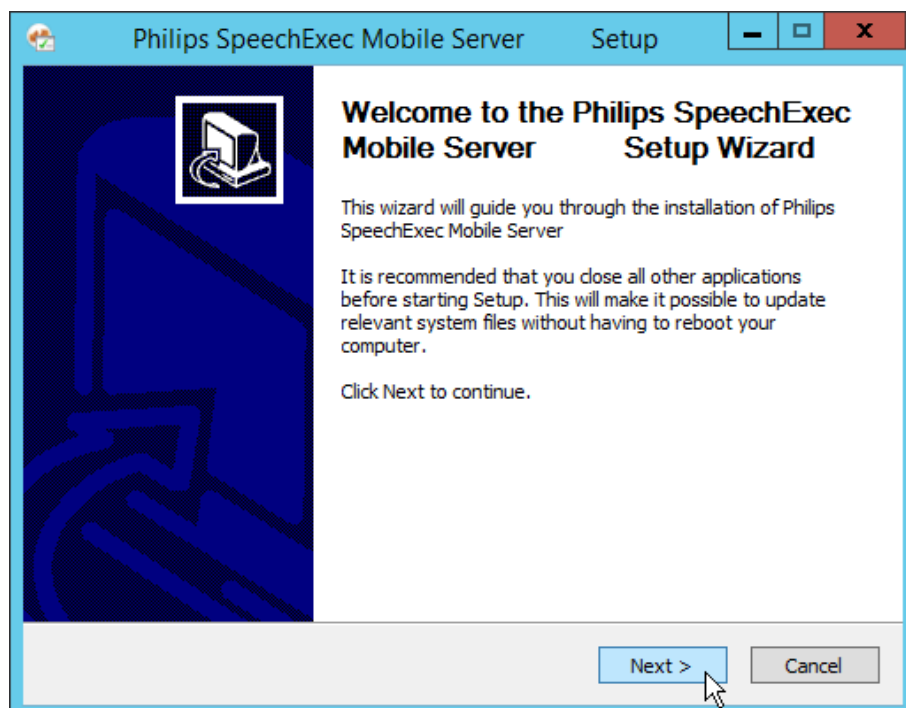 Philips SpeechExec Mobile Server Setup
Welcome to the Philips SpeechExec
Mobile Server Setup Wizard
This wizard will guide you through the installation of Philips
SpeechExec Mobile Server
It is recommended that you close all other applications
before starting Setup. This will make it possible to update
relevant system files without having to reboot your
computer.
Click Next to continue.
Next >
Cancel